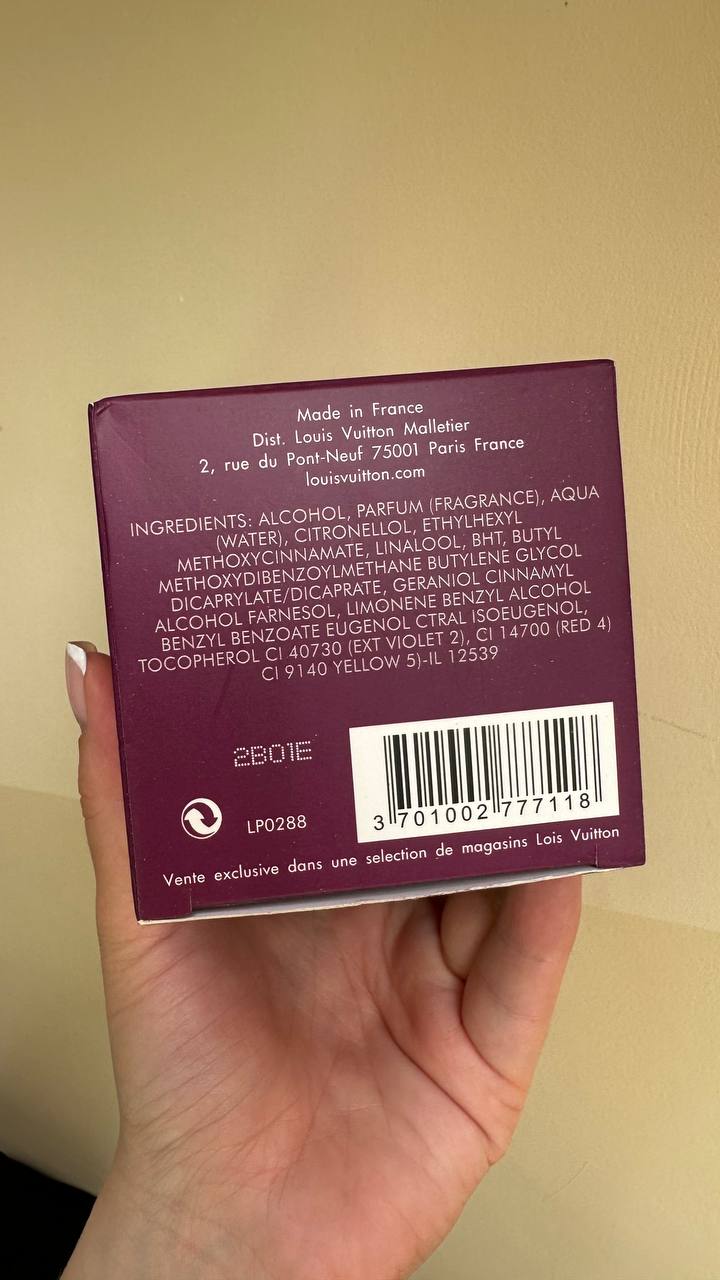 Made in France
Dist. Louis Vuitton Malletier
2, rue du Pont-Neuf 75001 Paris France
louisvuitton.com
INGREDIENTS: ALCOHOL, PARFUM (FRAGRANCE), AQUA
(WATER), CITRONELLOL, ETHYLHEXYL
METHOXYCINNAMATE, LINALOOL, BHT, BUTYL
METHOXYDIBENZOYLMETHANE BUTYLENE GLYCOL
DICAPRYLATE/DICAPRATE, GERANIOL CINNAMYL
ALCOHOL FARNESOL, LIMONENE BENZYL ALCOHOL
BENZYL BENZOATE EUGENOL CTRAL ISOEUGENOL,
TOCOPHEROL CI 40730 (EXT VIOLET 2), CI 14700 (RED 4)
CI 9140 YELLOW 5)-IL 12539
2B01E
LP0288
3 701002 777118
Vente exclusive dans une selection de magasins Lois Vuitton